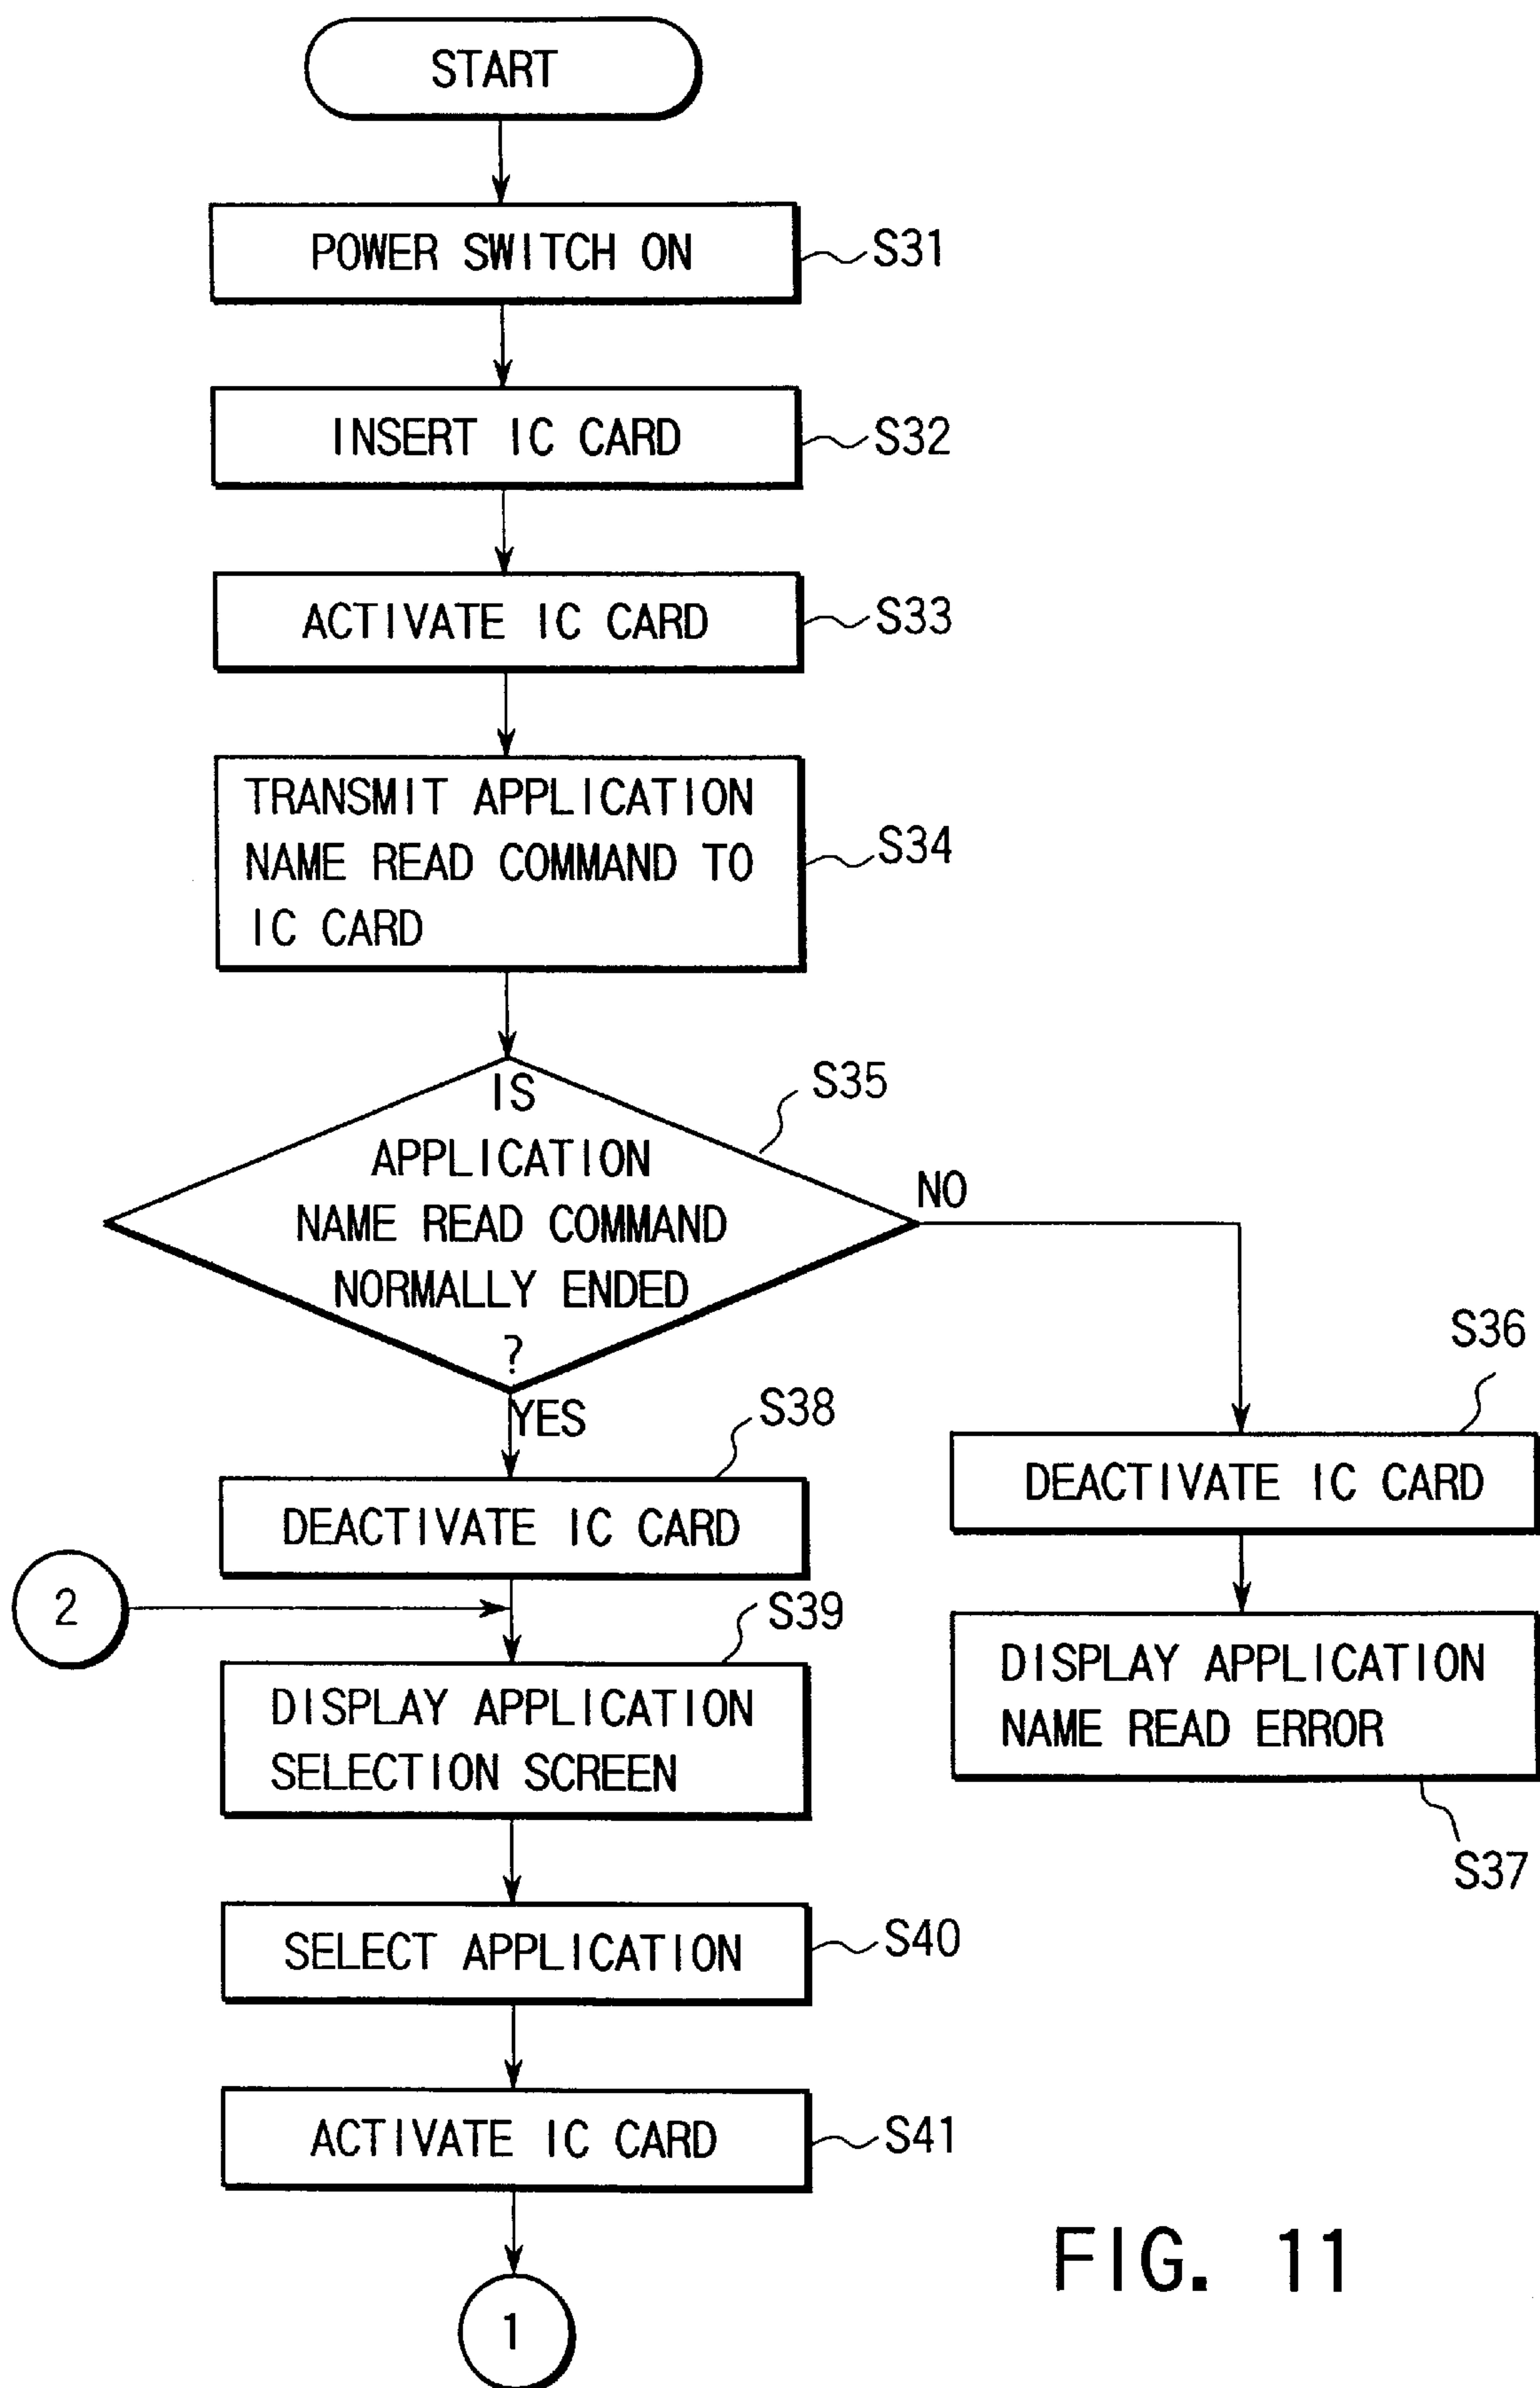 START
POWER SWITCH ON
S31
INSERT IC CARD
S32
ACTIVATE IC CARD
S33
TRANSMIT APPLICATION
NAME READ COMMAND TO
IC CARD
S34
IS
APPLICATION
NAME READ COMMAND
NORMALLY ENDED
?
S35
NO
YES
S36
DEACTIVATE IC CARD
S38
DEACTIVATE IC CARD
2
S39
DISPLAY APPLICATION
SELECTION SCREEN
DISPLAY APPLICATION
NAME READ ERROR
S37
SELECT APPLICATION
S40
ACTIVATE IC CARD
S41
1
FIG. 11